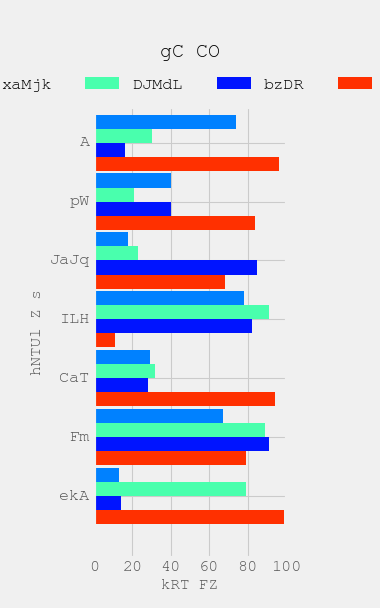 gC CO
xaMjk DJMdL bzDR
A
pW
JaJq
ILH
CaT
Fm
ekA
hNTUl Z s
0 20 40 60 80 100
kRT FZ